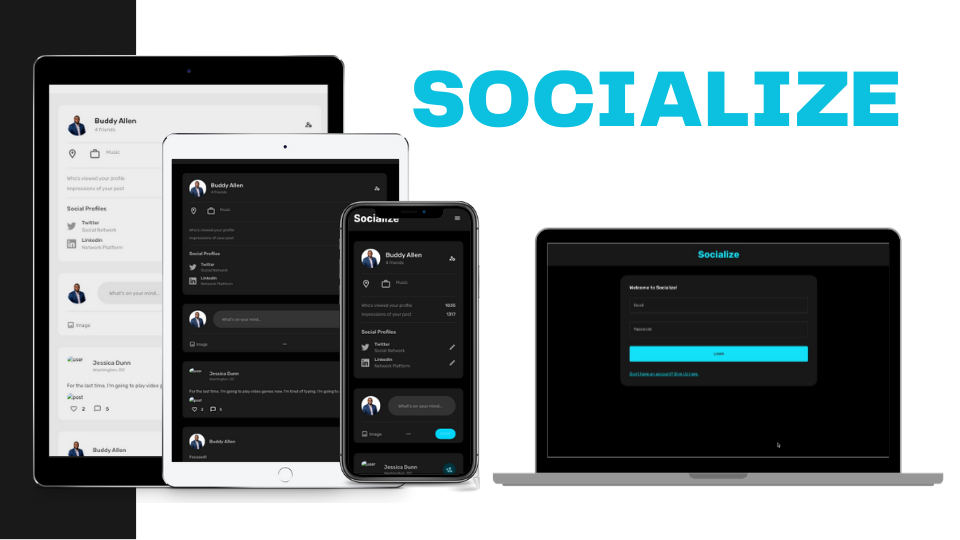 SOCIALIZE
Buddy Allen
4 friends
Music
Who's viewed your profile
Impressions of your post
Social Profiles
Twitter
Social Network
Linkedin
Network Platform
What's on your mind...
Image
user
Jessica Dunn
Washington, DC
For the last time, I'm going to play video g
post
2
5
Buddy Allen
Buddy Allen
4 friends
Music
Who's viewed your profile
Impressions of your post
Social Profiles
Twitter
Social Network
Linkedin
Network Platform
What's on your mind...
Image
user
Jessica Dunn
Washington, DC
For the last time, I'm going to play video games now. I'm tired of typing. I'm going to
post
2
5
Buddy Allen
Socialize
Buddy Allen
4 friends
Music
Who's viewed your profile 1035
Impressions of your post 1317
Social Profiles
Twitter
Social Network
Linkedin
Network Platform
What's on your mind...
Image
user
Jessica Dunn
Washington, DC
Socialize
Welcome to Socialize!
Email
Password
LOGIN
Don't have an account? Sign Up here.